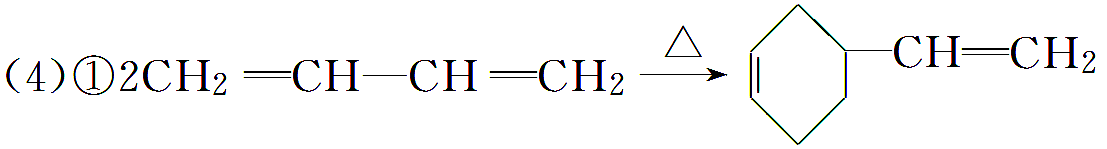 (4)①2CH₂═CH—CH═CH₂ △→ —CH═CH₂